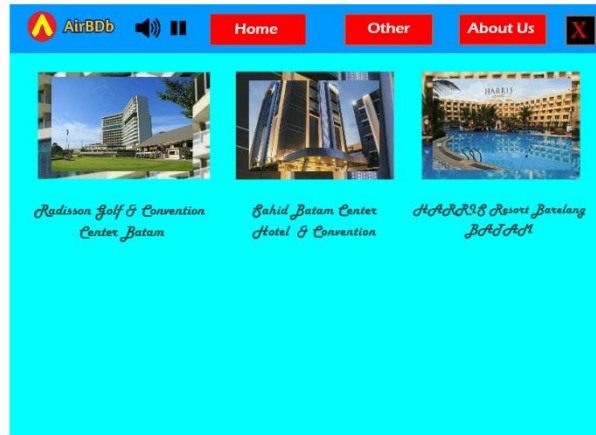 AirBDb
Home
Other
About Us
X
HARRIS
Radisson Golf & Convention
Center Batam
Sahid Batam Center
Hotel & Convention
HARRIS Resort Barelang
BATAM